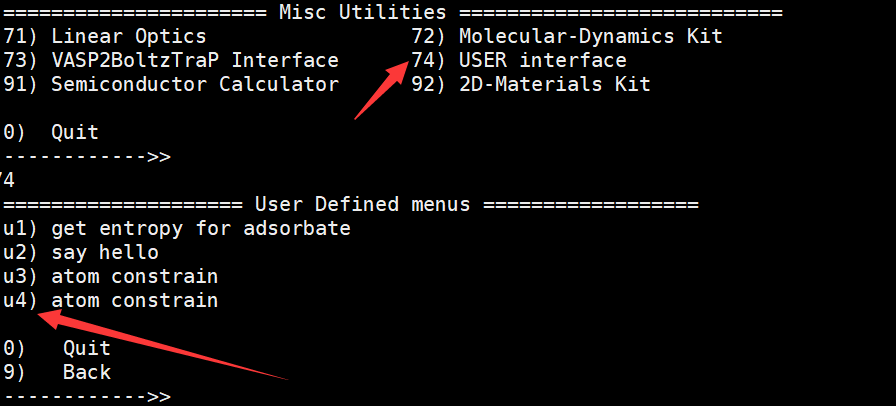 ====================== Misc Utilities ===========================
71) Linear Optics                 72) Molecular-Dynamics Kit
73) VASP2BoltzTraP Interface      74) USER interface
91) Semiconductor Calculator      92) 2D-Materials Kit
0)  Quit
------------>>
74
==================== User Defined menus ==================
u1) get entropy for adsorbate
u2) say hello
u3) atom constrain
u4) atom constrain
0)   Quit
9)   Back
------------>>